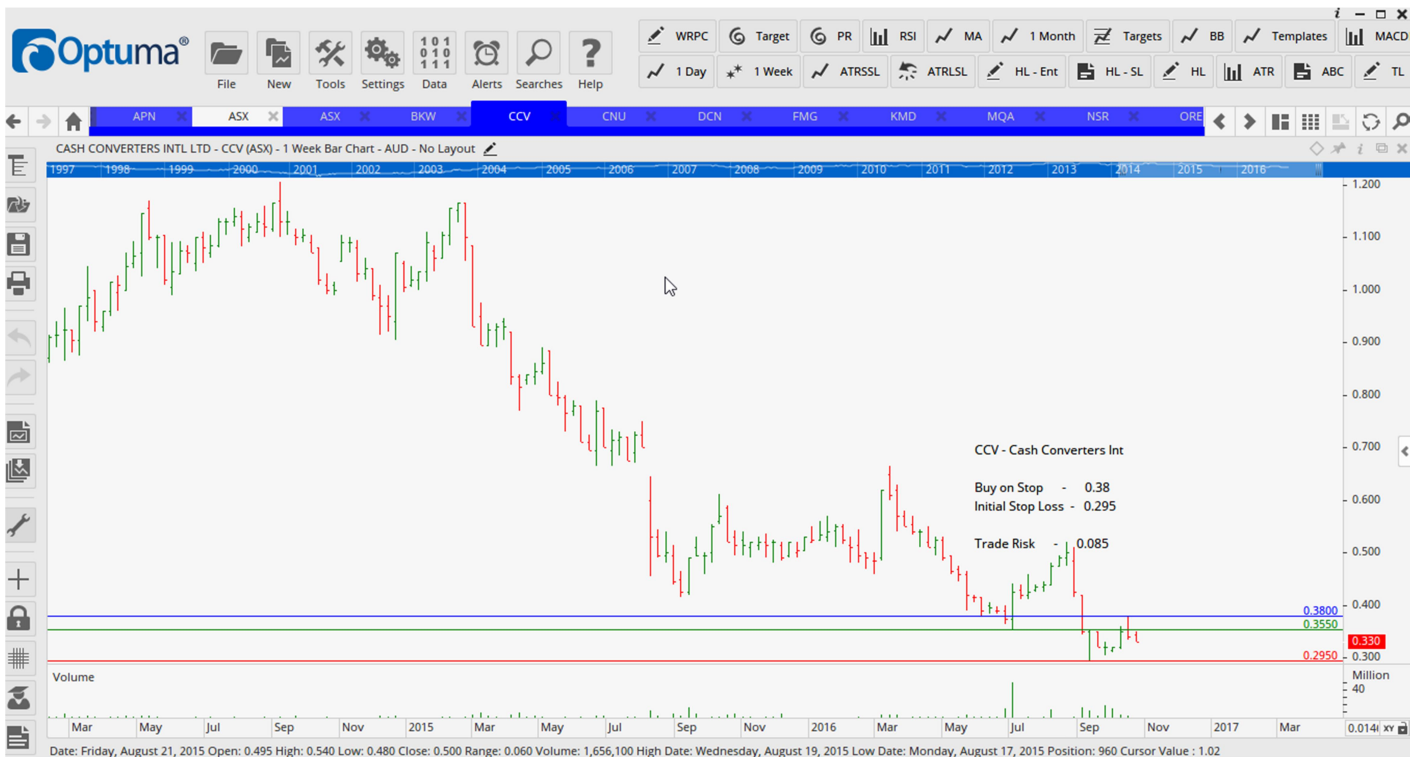 i
Optuma®
File New Tools Settings Data Alerts Searches Help
101
010
111
WRPC Target PR RSI MA 1 Month Targets BB Templates MACD
1 Day 1 Week ATRSSL ATRLSL HL - Ent HL - SL HL ATR ABC TL
APN ASX ASX BKW CCV CNU DCN FMG KMD MQA NSR ORE
CASH CONVERTERS INTL LTD - CCV (ASX) - 1 Week Bar Chart - AUD - No Layout
1997 1998 1999 2000 2001 2002 2003 2004 2005 2006 2007 2008 2009 2010 2011 2012 2013 2014 2015 2016
1.200
1.100
1.000
0.900
0.800
0.700
CCV - Cash Converters Int
Buy on Stop - 0.38
0.600
Initial Stop Loss - 0.295
Trade Risk - 0.085
0.500
0.400
0.3800
0.3550
0.330
0.2950
0.300
Volume
Million
40
Mar May Jul Sep Nov 2015 Mar May Jul Sep Nov 2016 Mar May Jul Sep Nov 2017 Mar
XY
Date: Friday, August 21, 2015 Open: 0.495 High: 0.540 Low: 0.480 Close: 0.500 Range: 0.060 Volume: 1,656,100 High Date: Wednesday, August 19, 2015 Low Date: Monday, August 17, 2015 Position: 960 Cursor Value : 1.02